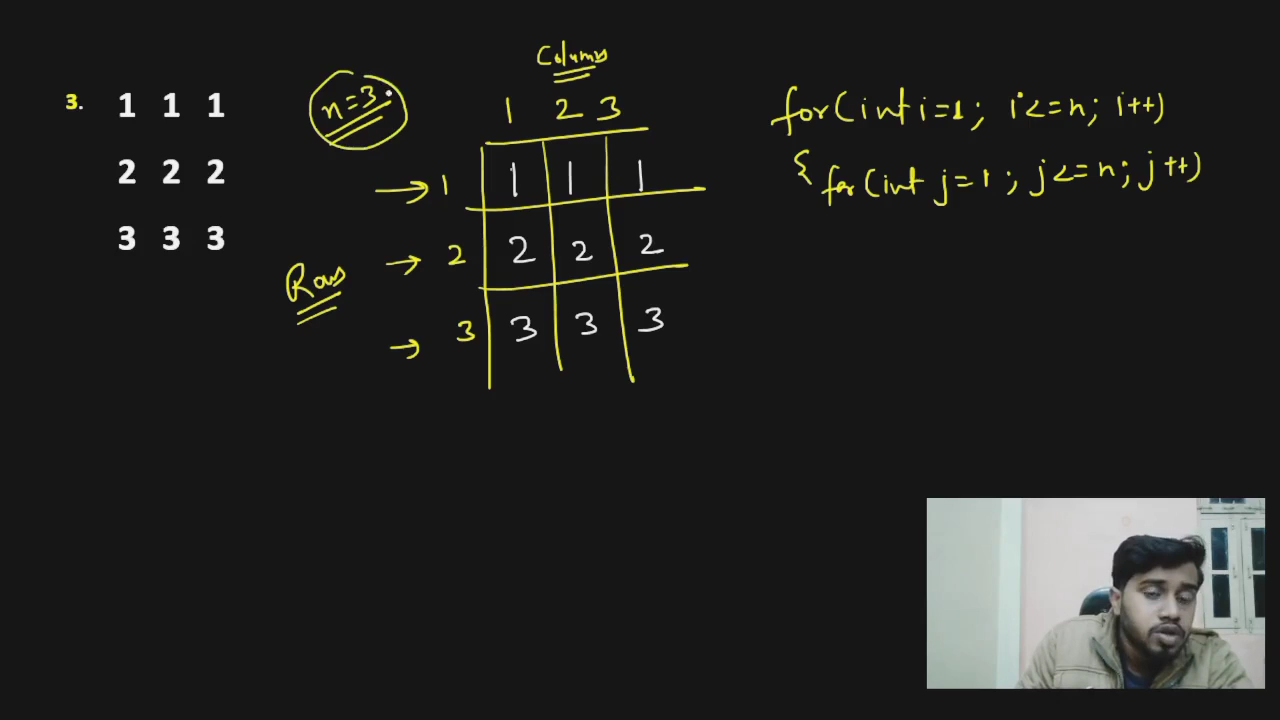 3. 1 1 1
2 2 2
3 3 3
n=3
Columns
1 2 3
1 1 1 1
2 2 2 2
3 3 3 3
Rows
for(int i=1; i<=n; i++)
{ for(int j=1; j<=n; j++)